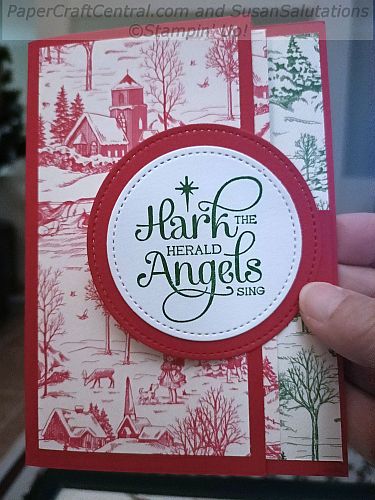 PaperCraftCentral.com and SusanSalutations
©Stampin' Up!
Hark THE
HERALD
Angels
SING